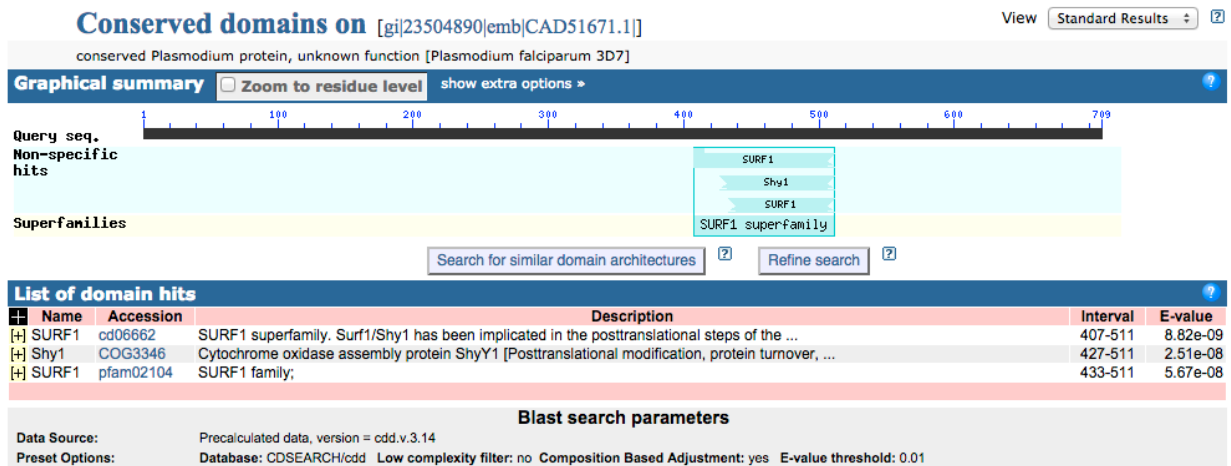 Conserved domains on [gi|23504890|emb|CAD51671.1|]
View Standard Results ?
conserved Plasmodium protein, unknown function [Plasmodium falciparum 3D7]
Graphical summary Zoom to residue level show extra options » ?
1 100 200 300 400 500 600 709
Query seq.
Non-specific hits
SURF1
Shy1
SURF1
Superfamilies SURF1 superfamily
Search for similar domain architectures ? Refine search ?
List of domain hits ?
+ Name Accession Description Interval E-value
[+] SURF1 cd06662 SURF1 superfamily. Surf1/Shy1 has been implicated in the posttranslational steps of the ... 407-511 8.82e-09
[+] Shy1 COG3346 Cytochrome oxidase assembly protein ShyY1 [Posttranslational modification, protein turnover, ... 427-511 2.51e-08
[+] SURF1 pfam02104 SURF1 family; 433-511 5.67e-08
Blast search parameters
Data Source: Precalculated data, version = cdd.v.3.14
Preset Options: Database: CDSEARCH/cdd Low complexity filter: no Composition Based Adjustment: yes E-value threshold: 0.01